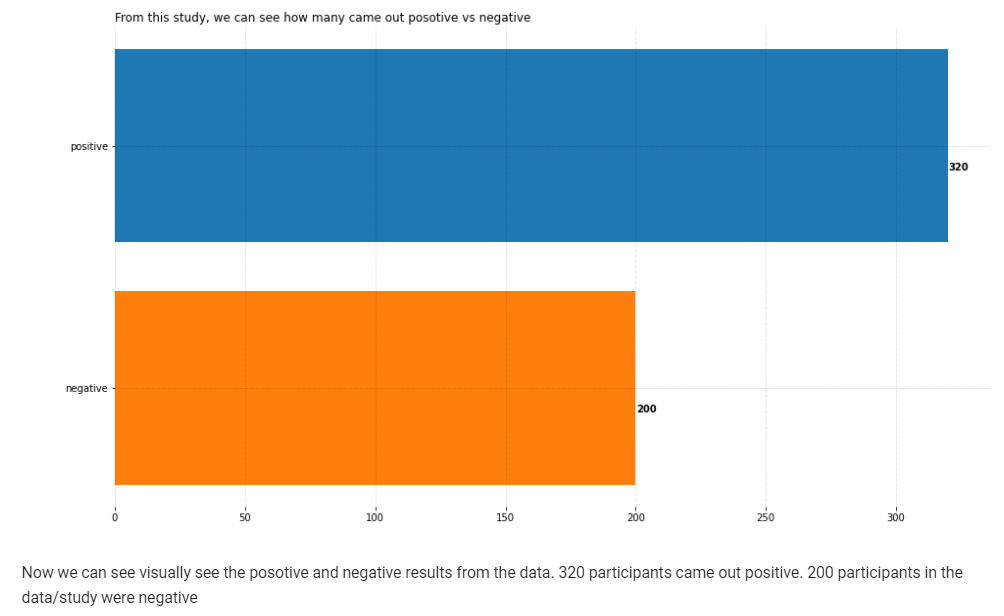 From this study, we can see how many came out posotive vs negative
positive
320
negative
200
0 50 100 150 200 250 300
Now we can see visually see the posotive and negative results from the data. 320 participants came out positive. 200 participants in the
data/study were negative